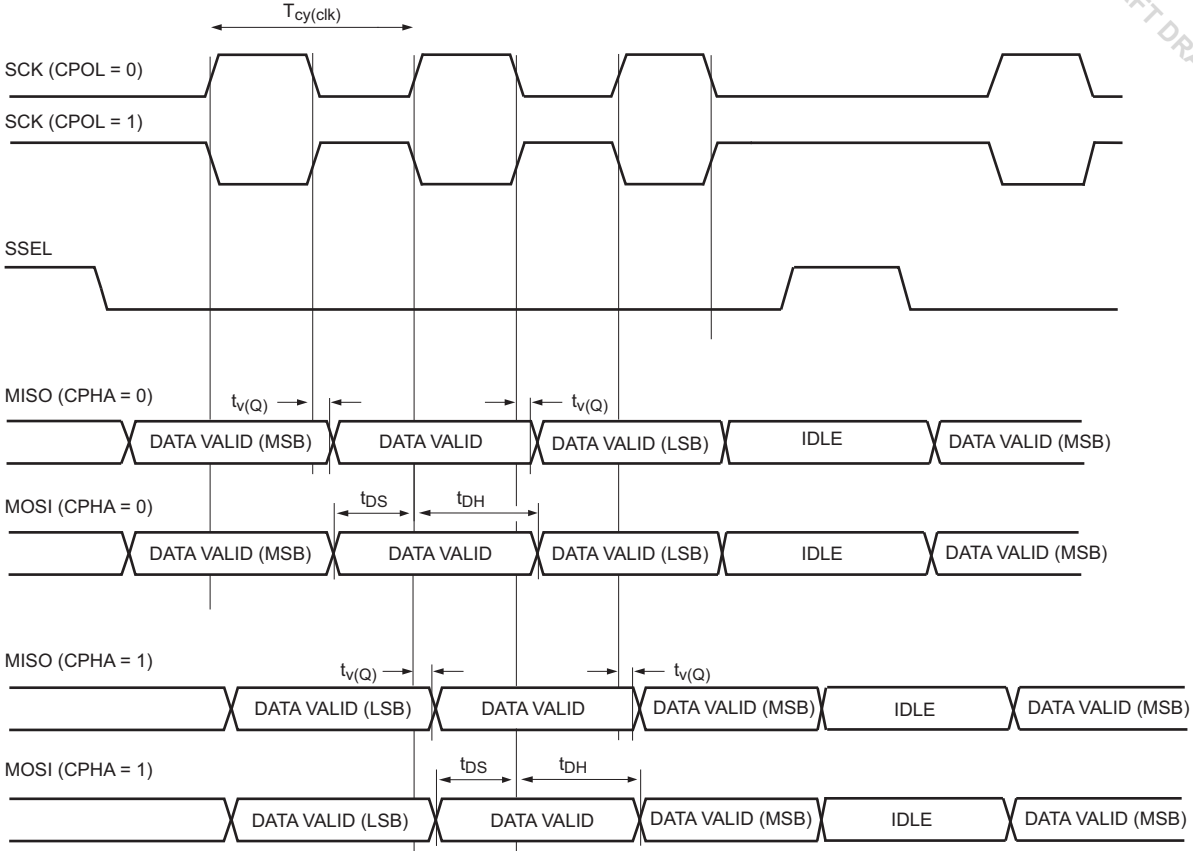 Tcy(clk)
SCK (CPOL = 0)
SCK (CPOL = 1)
SSEL
MISO (CPHA = 0)
tv(Q) tv(Q)
DATA VALID (MSB) DATA VALID DATA VALID (LSB) IDLE DATA VALID (MSB)
MOSI (CPHA = 0)
tDS tDH
DATA VALID (MSB) DATA VALID DATA VALID (LSB) IDLE DATA VALID (MSB)
MISO (CPHA = 1)
tv(Q) tv(Q)
DATA VALID (LSB) DATA VALID DATA VALID (MSB) IDLE DATA VALID (MSB)
MOSI (CPHA = 1)
tDS tDH
DATA VALID (LSB) DATA VALID DATA VALID (MSB) IDLE DATA VALID (MSB)